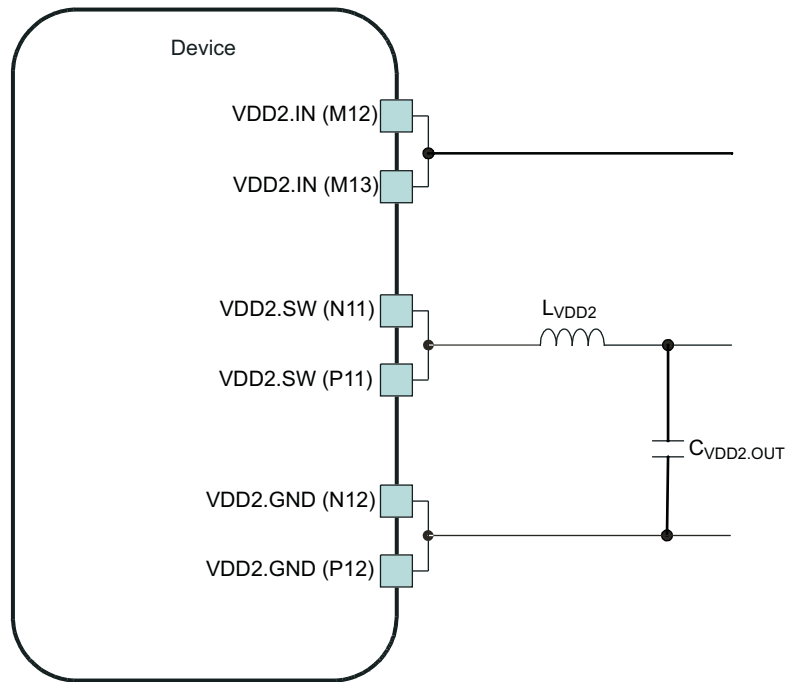 Device
VDD2.IN (M12)
VDD2.IN (M13)
VDD2.SW (N11)
LVDD2
VDD2.SW (P11)
CVDD2.OUT
VDD2.GND (N12)
VDD2.GND (P12)